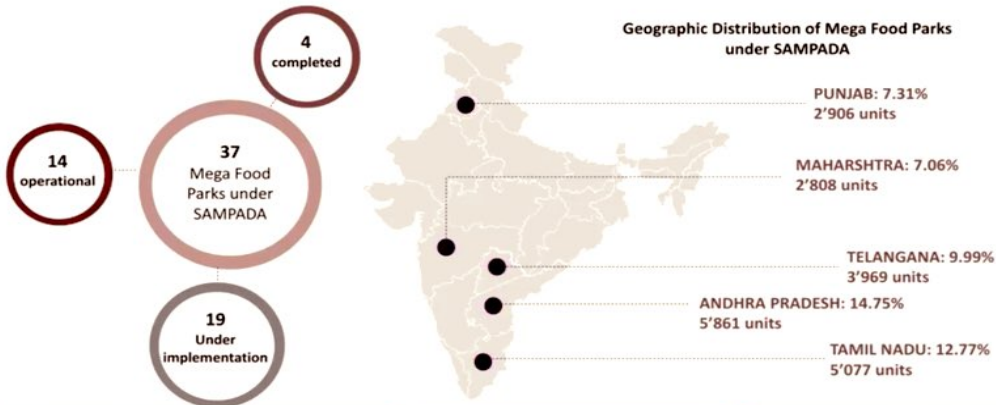 4
completed
14
operational
37
Mega Food
Parks under
SAMPADA
19
Under
implementation
Geographic Distribution of Mega Food Parks
under SAMPADA
PUNJAB: 7.31%
2'906 units
MAHARSHTRA: 7.06%
2'808 units
TELANGANA: 9.99%
3'969 units
ANDHRA PRADESH: 14.75%
5'861 units
TAMIL NADU: 12.77%
5'077 units